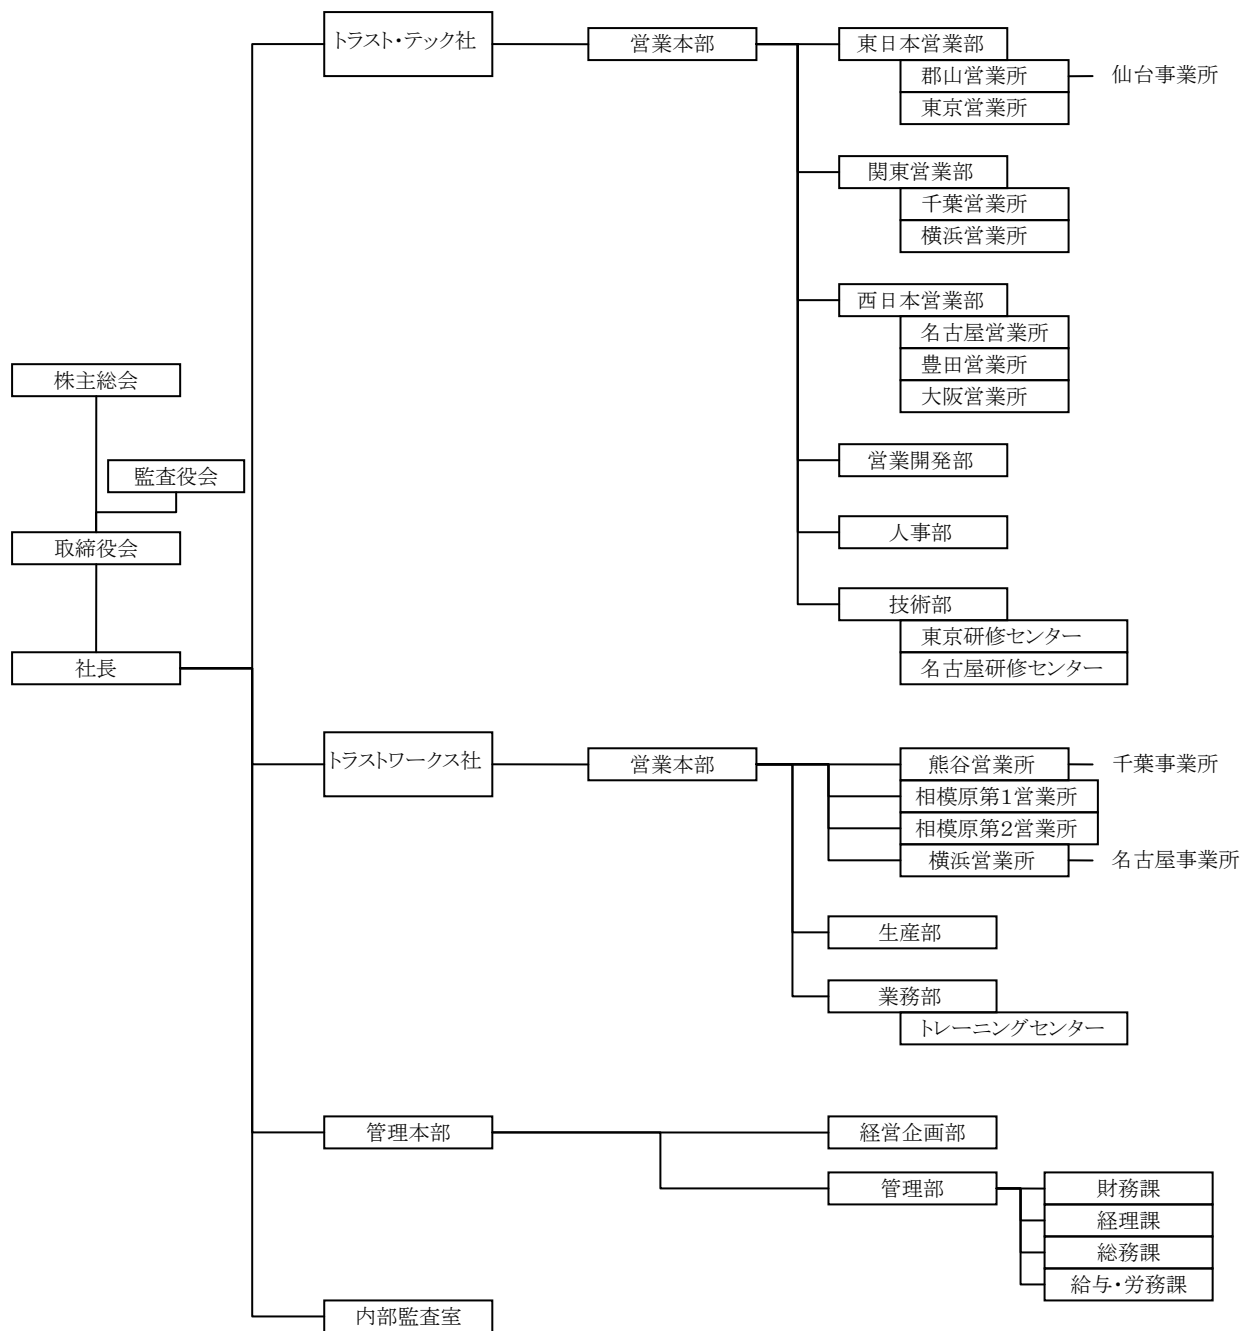 トラスト・テック社
営業本部
東日本営業部
郡山営業所
仙台事業所
東京営業所
関東営業部
千葉営業所
横浜営業所
西日本営業部
名古屋営業所
豊田営業所
大阪営業所
株主総会
監査役会
営業開発部
取締役会
人事部
技術部
東京研修センター
社長
名古屋研修センター
トラストワークス社
営業本部
熊谷営業所
千葉事業所
相模原第1営業所
相模原第2営業所
横浜営業所
名古屋事業所
生産部
業務部
トレーニングセンター
管理本部
経営企画部
管理部
財務課
経理課
総務課
給与・労務課
内部監査室